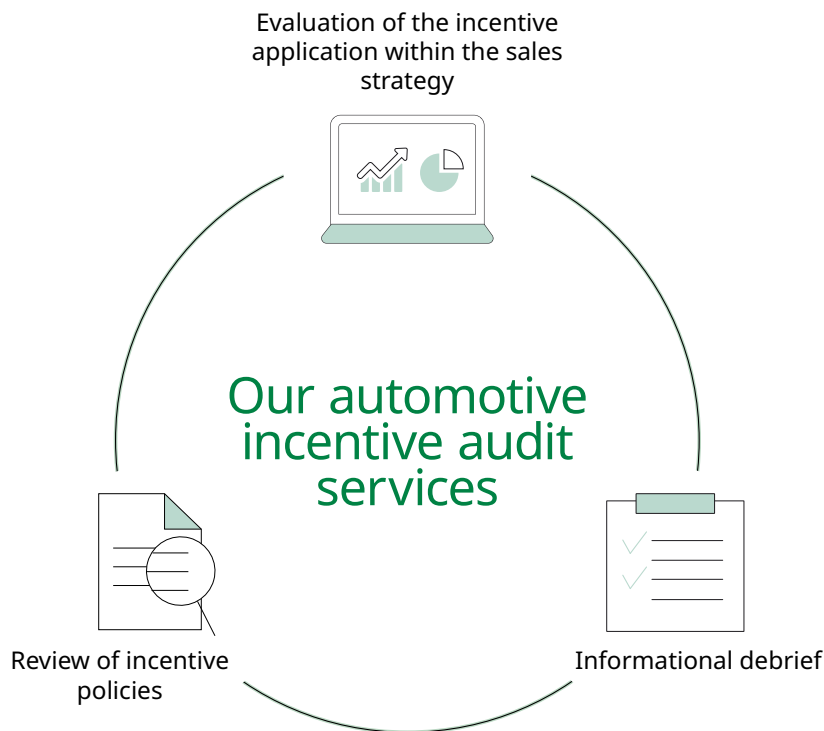 Evaluation of the incentive
application within the sales
strategy
Our automotive
incentive audit
services
Review of incentive
policies
Informational debrief